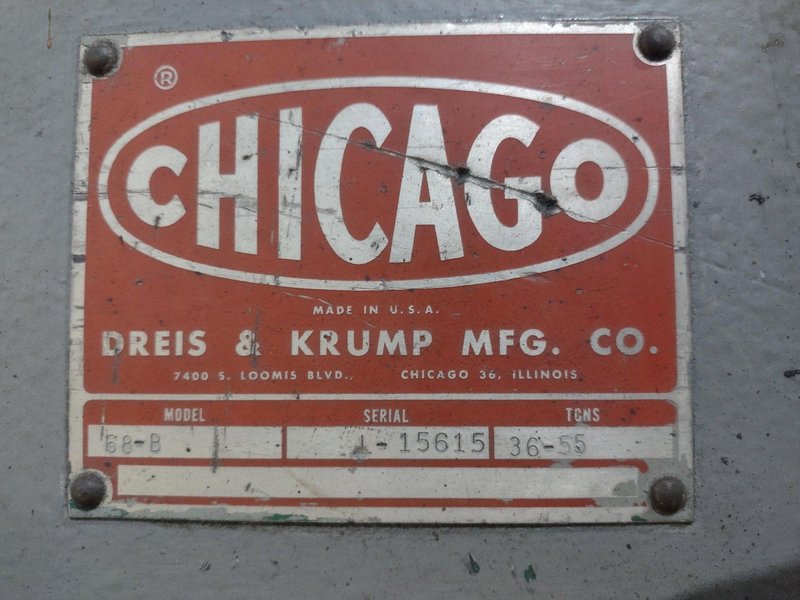 ®
CHICAGO
MADE IN U.S.A.
DREIS & KRUMP MFG. CO.
7400 S. LOOMIS BLVD., CHICAGO 36, ILLINOIS
MODEL SERIAL TONS
68-B L-15615 36-55